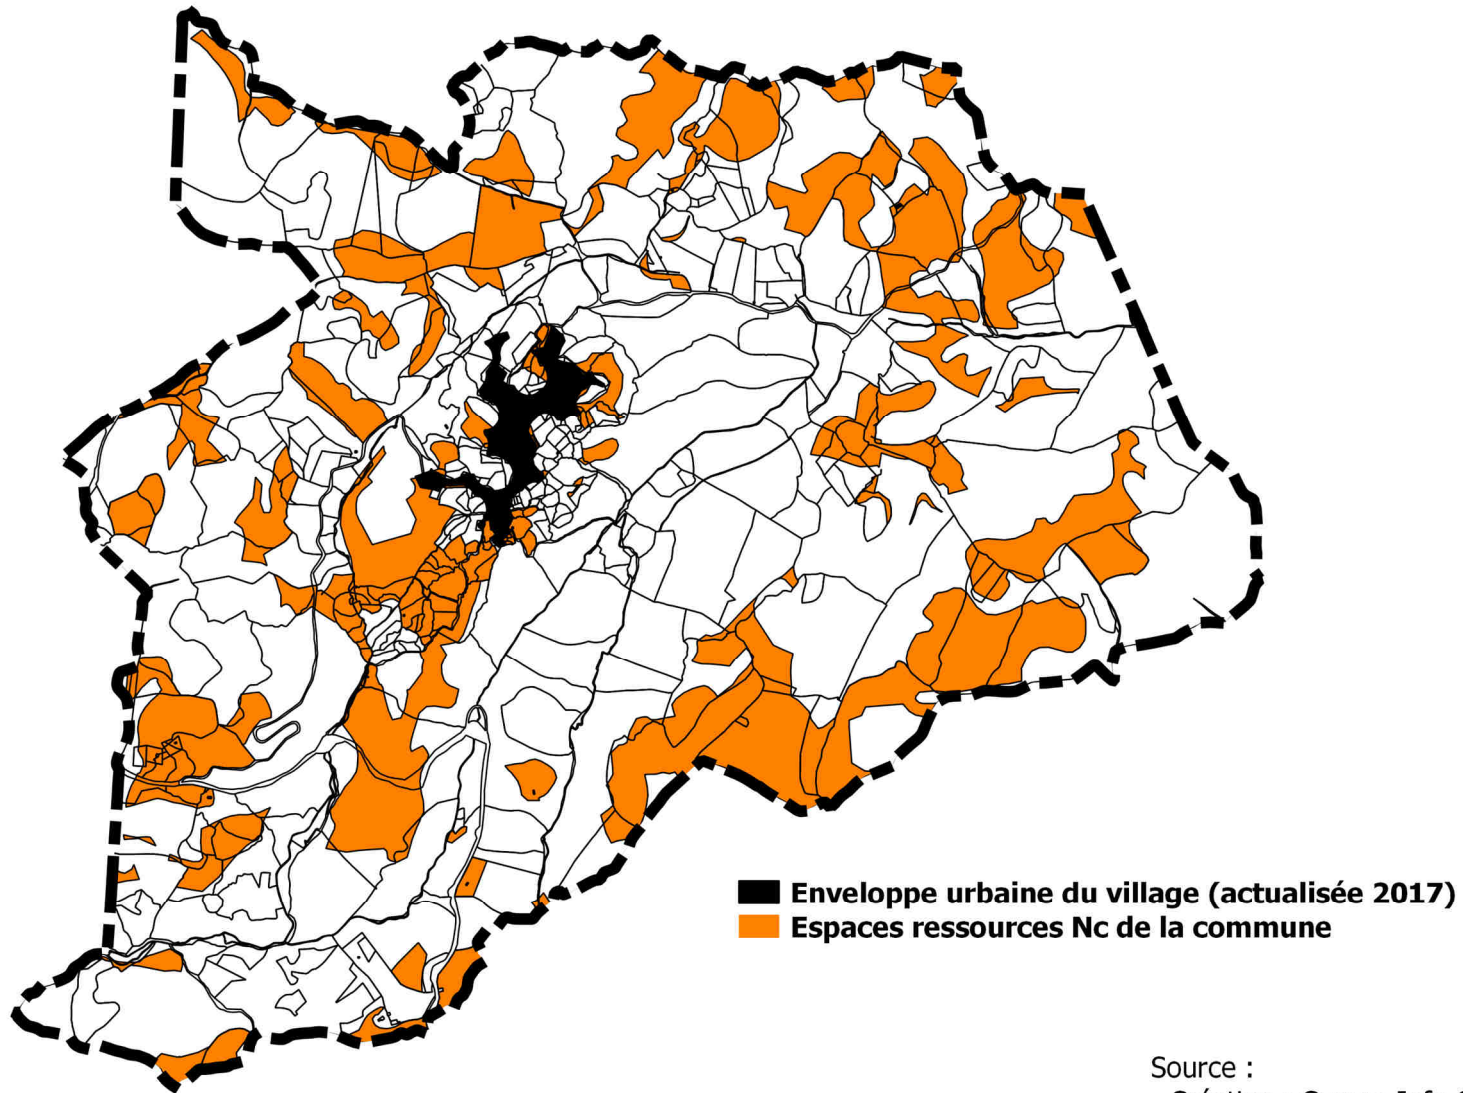 Enveloppe urbaine du village (actualisée 2017)
Espaces ressources Nc de la commune
Source :